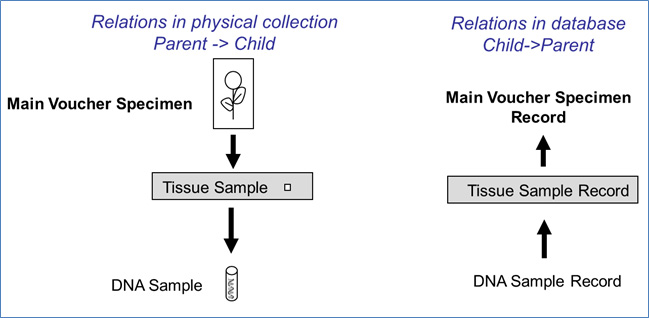 Relations in physical collection
Parent -> Child
Main Voucher Specimen
Tissue Sample
DNA Sample
Relations in database
Child->Parent
Main Voucher Specimen
Record
Tissue Sample Record
DNA Sample Record